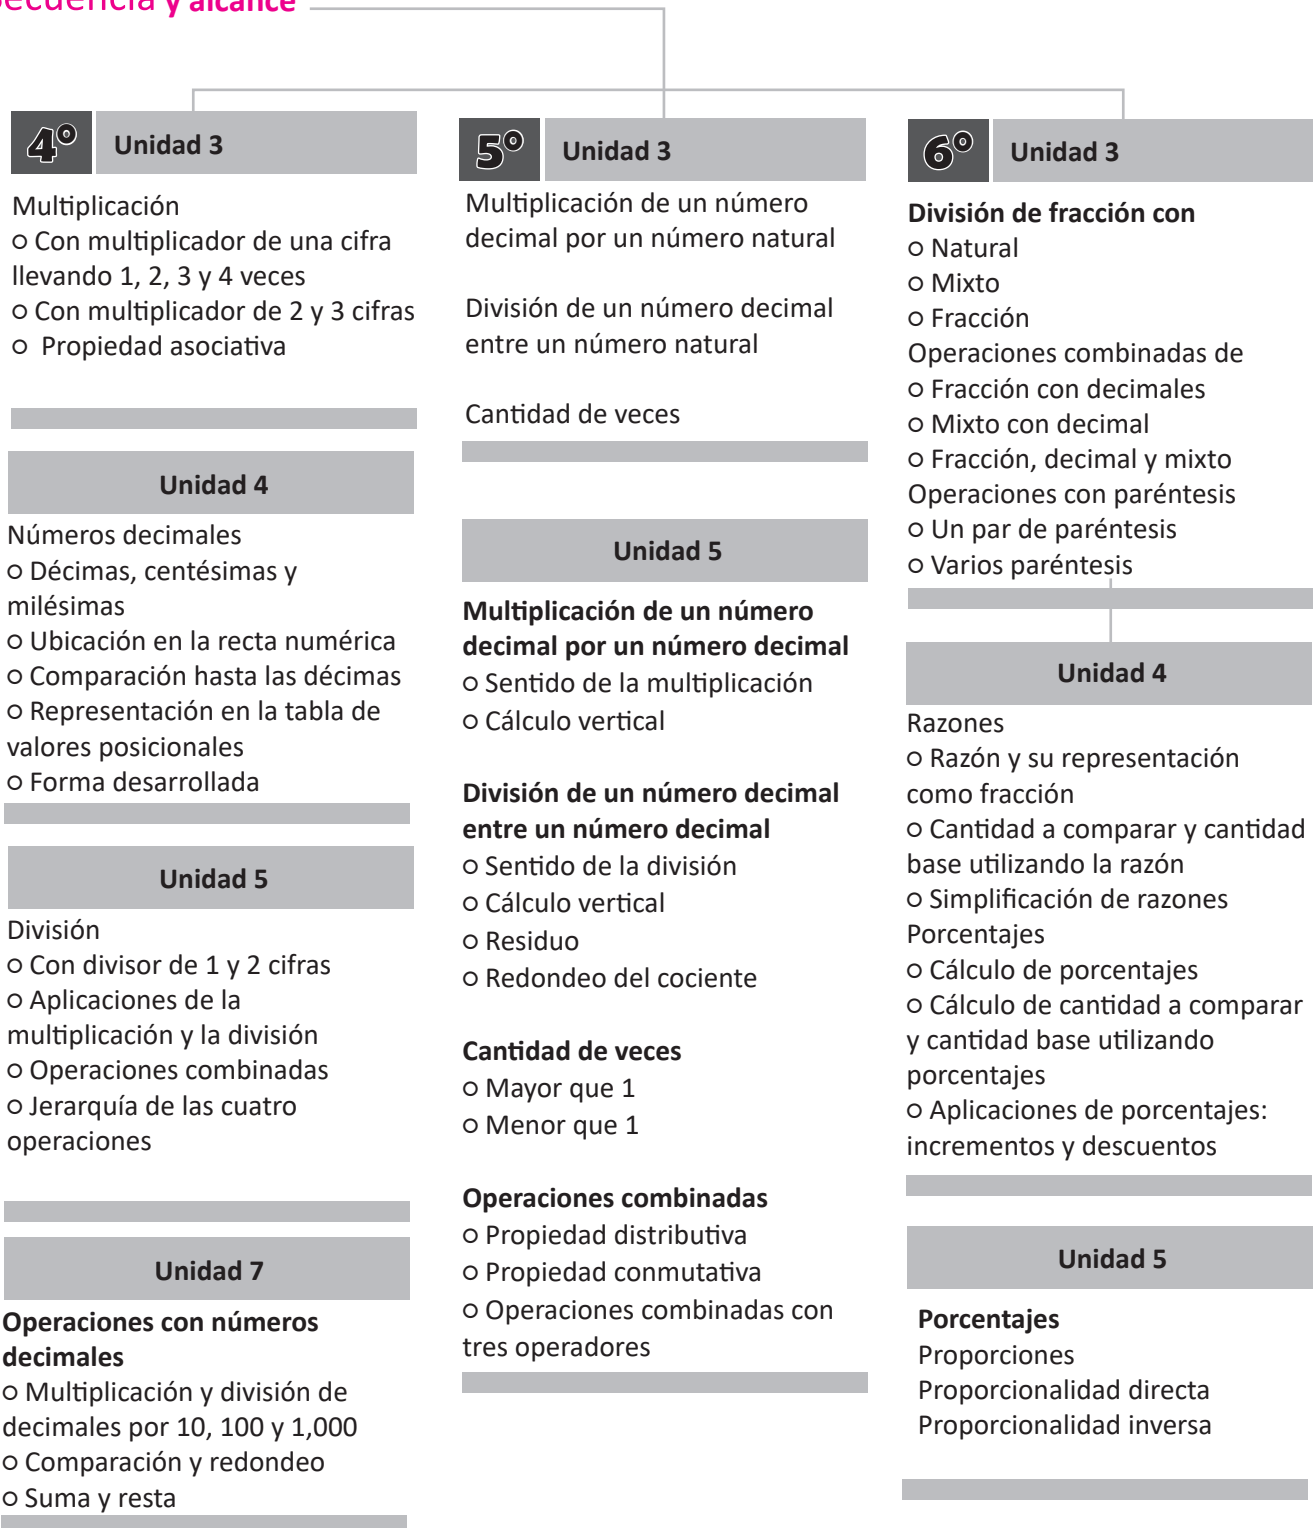 Secuencia y alcance
4º Unidad 3
Multiplicación
○ Con multiplicador de una cifra
llevando 1, 2, 3 y 4 veces
○ Con multiplicador de 2 y 3 cifras
○ Propiedad asociativa
Unidad 4
Números decimales
○ Décimas, centésimas y
milésimas
○ Ubicación en la recta numérica
○ Comparación hasta las décimas
○ Representación en la tabla de
valores posicionales
○ Forma desarrollada
Unidad 5
División
○ Con divisor de 1 y 2 cifras
○ Aplicaciones de la
multiplicación y la división
○ Operaciones combinadas
○ Jerarquía de las cuatro
operaciones
Unidad 7
Operaciones con números
decimales
○ Multiplicación y división de
decimales por 10, 100 y 1,000
○ Comparación y redondeo
○ Suma y resta
5º Unidad 3
Multiplicación de un número
decimal por un número natural
División de un número decimal
entre un número natural
Cantidad de veces
Unidad 5
Multiplicación de un número
decimal por un número decimal
○ Sentido de la multiplicación
○ Cálculo vertical
División de un número decimal
entre un número decimal
○ Sentido de la división
○ Cálculo vertical
○ Residuo
○ Redondeo del cociente
Cantidad de veces
○ Mayor que 1
○ Menor que 1
Operaciones combinadas
○ Propiedad distributiva
○ Propiedad conmutativa
○ Operaciones combinadas con
tres operadores
6º Unidad 3
División de fracción con
○ Natural
○ Mixto
○ Fracción
Operaciones combinadas de
○ Fracción con decimales
○ Mixto con decimal
○ Fracción, decimal y mixto
Operaciones con paréntesis
○ Un par de paréntesis
○ Varios paréntesis
Unidad 4
Razones
○ Razón y su representación
como fracción
○ Cantidad a comparar y cantidad
base utilizando la razón
○ Simplificación de razones
Porcentajes
○ Cálculo de porcentajes
○ Cálculo de cantidad a comparar
y cantidad base utilizando
porcentajes
○ Aplicaciones de porcentajes:
incrementos y descuentos
Unidad 5
Porcentajes
Proporciones
Proporcionalidad directa
Proporcionalidad inversa